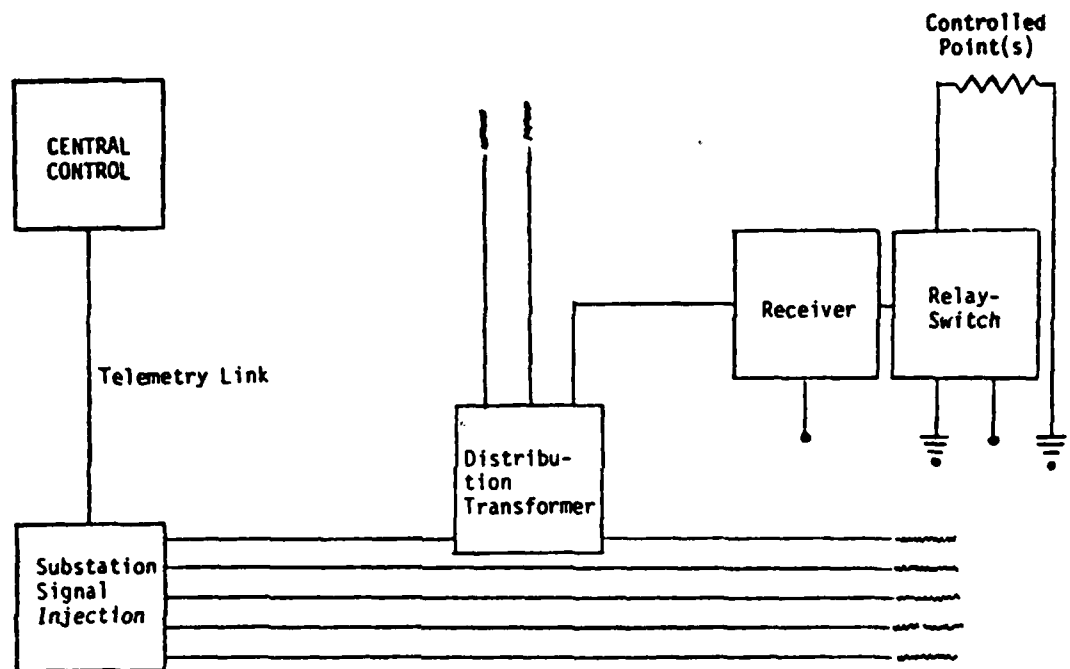 Controlled
Point(s)
CENTRAL
CONTROL
Receiver
Relay-
Switch
Telemetry Link
Distribu-
tion
Transformer
Substation
Signal
Injection